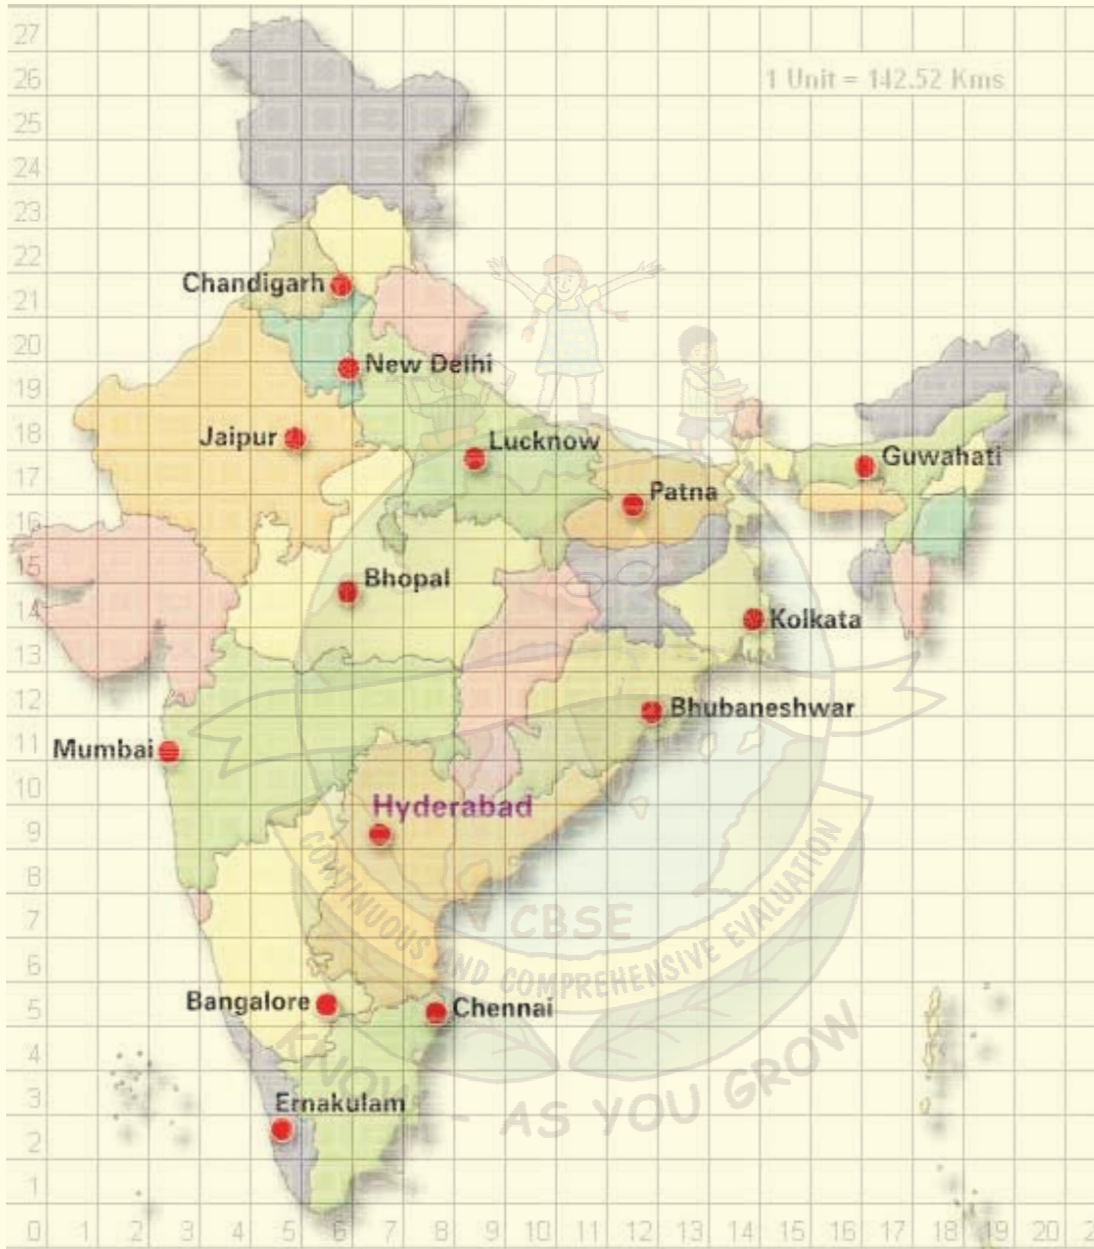 27
26
1 Unit = 142.52 Kms
25
24
23
22
Chandigarh
21
20
New Delhi
19
18
Jaipur
Lucknow
Guwahati
17
Patna
16
15
Bhopal
14
Kolkata
13
12
Bhubaneshwar
11
Mumbai
10
Hyderabad
9
8
CONTINUOUS AND COMPREHENSIVE EVALUATION
7
CBSE
6
5
Bangalore
Chennai
4
KNOW - AS YOU GROW
3
Ernakulam
2
1
0 1 2 3 4 5 6 7 8 9 10 11 12 13 14 15 16 17 18 19 20 2